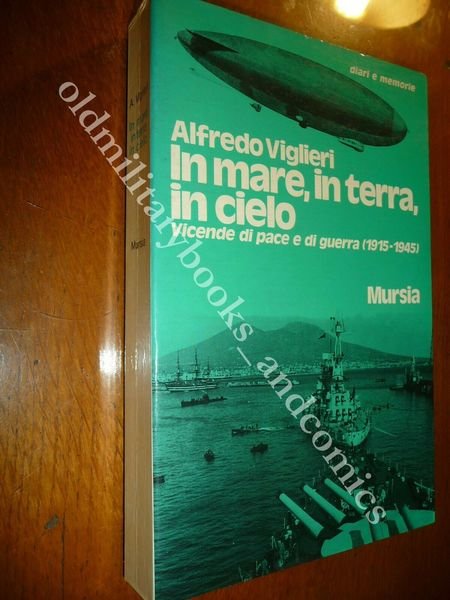 diari e memorie
Alfredo Viglieri
In mare, in terra,
in cielo
Vicende di pace e di guerra (1915-1945)
Mursia
Mursia
oldmilitarybooks_andcomics